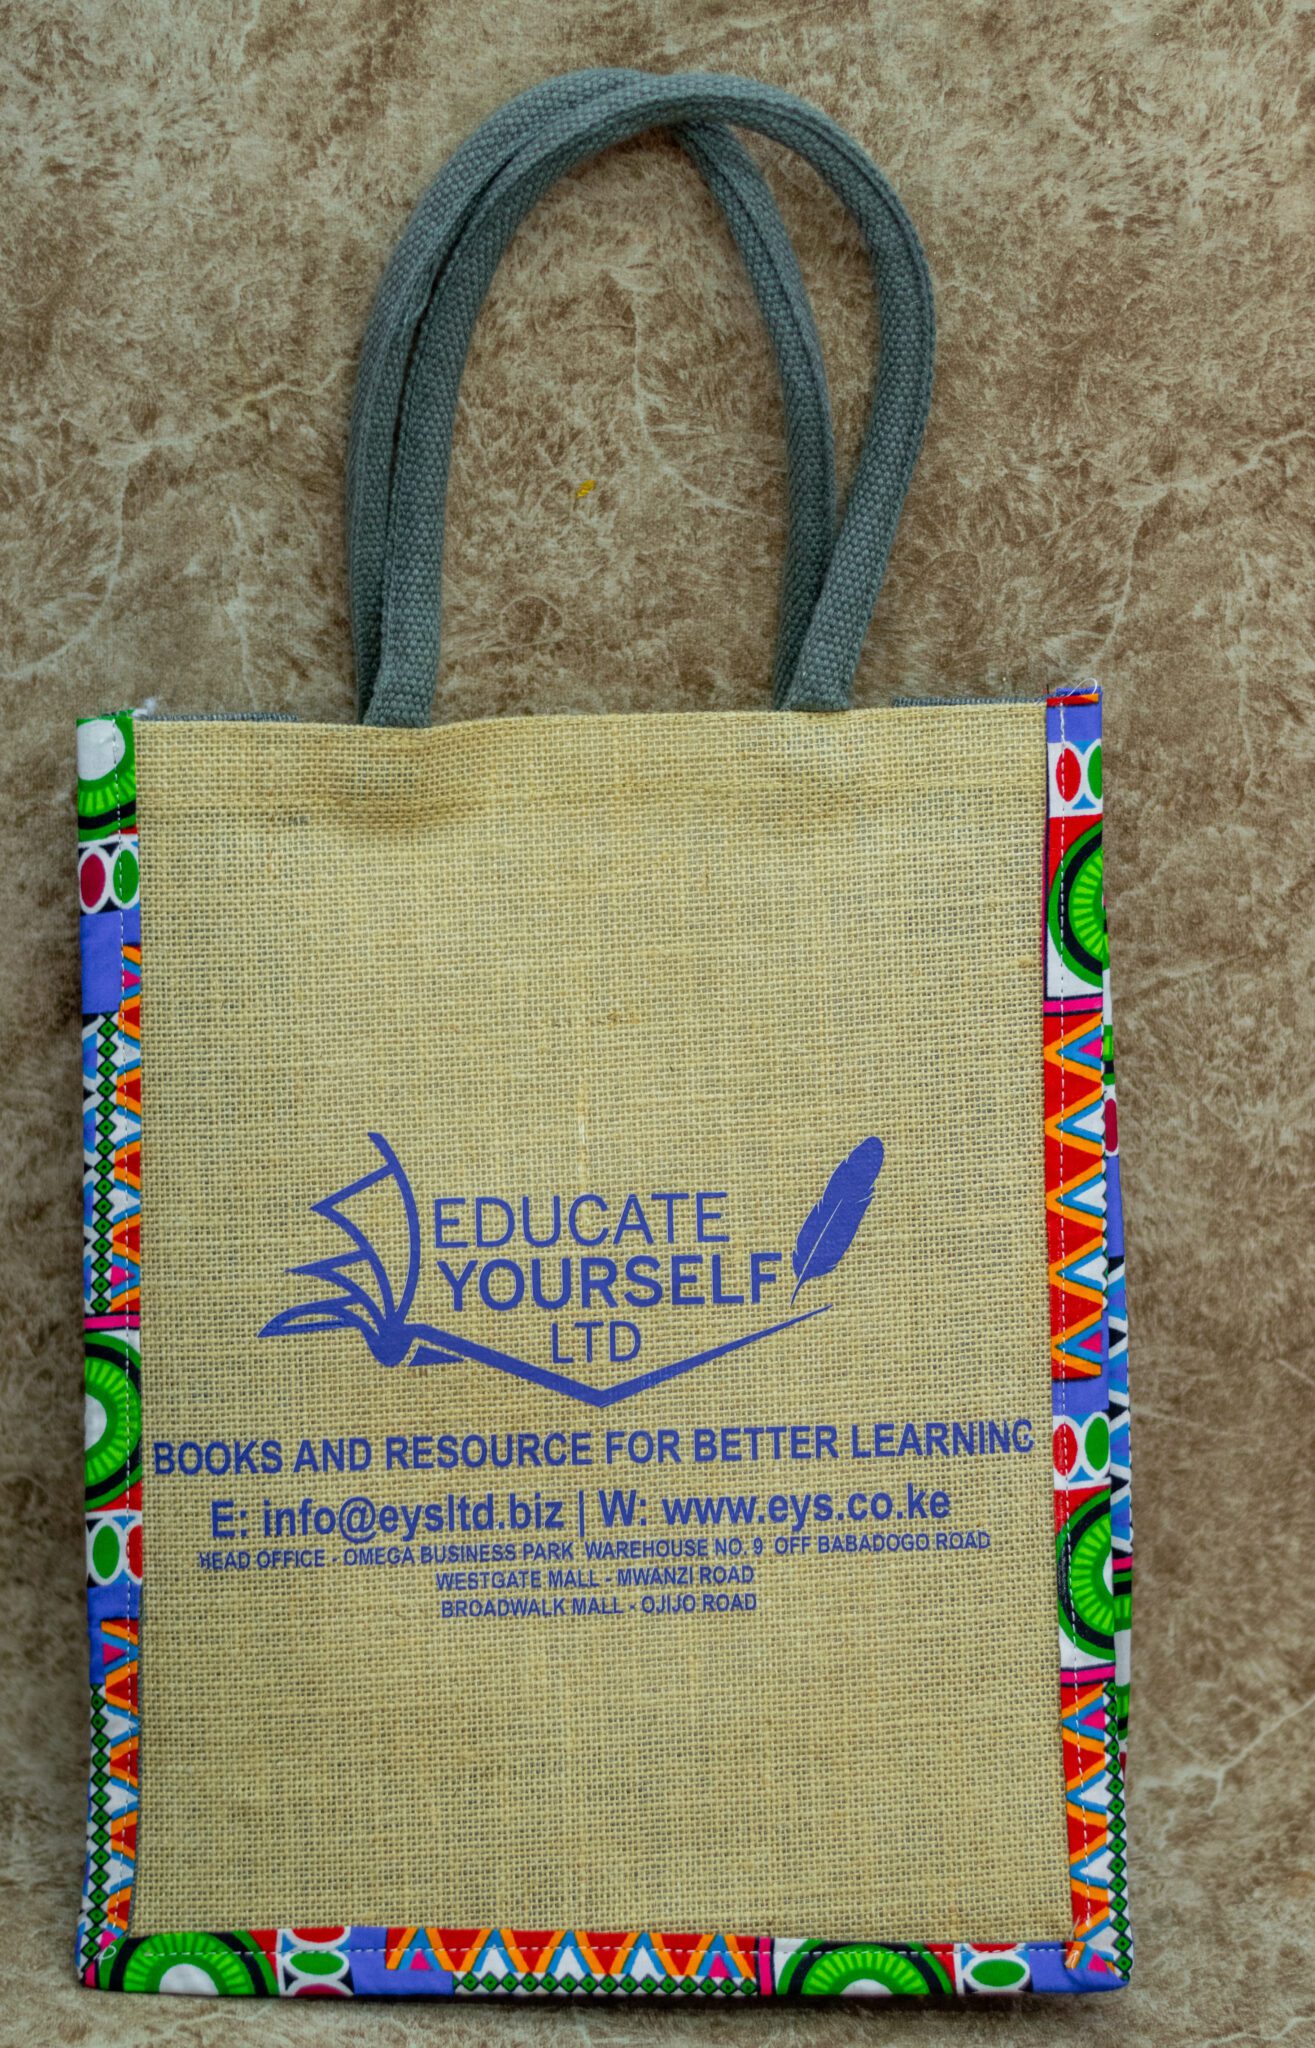 EDUCATE
YOURSELF
LTD
BOOKS AND RESOURCE FOR BETTER LEARNING
E: info@eysltd.biz | W: www.eys.co.ke
HEAD OFFICE - OMEGA BUSINESS PARK WAREHOUSE NO. 9 OFF BABADOGO ROAD
WESTGATE MALL - MWANZI ROAD
BROADWALK MALL - OJIJO ROAD